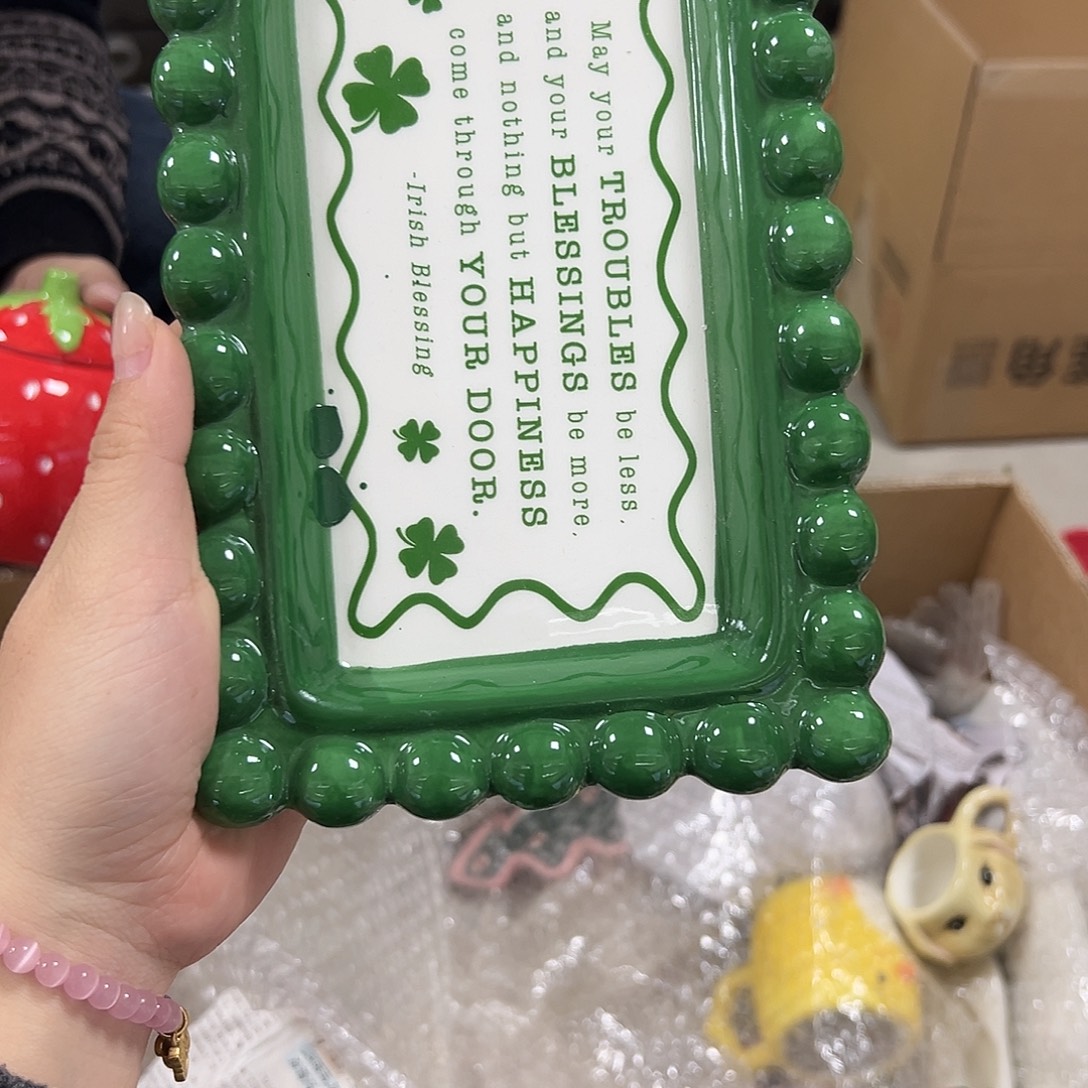 May your TROUBLES be less,
and your BLESSINGS be more,
and nothing but HAPPINESS
come through YOUR DOOR.
-Irish Blessing